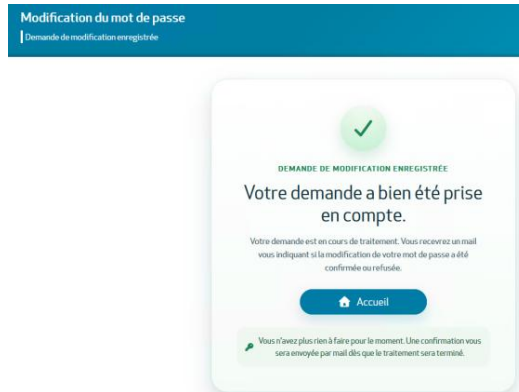 Modification du mot de passe
Demande de modification enregistrée
DEMANDE DE MODIFICATION ENREGISTRÉE
Votre demande a bien été prise
en compte.
Votre demande est en cours de traitement. Vous recevrez un mail
vous indiquant si la modification de votre mot de passe a été
confirmée ou refusée.
Accueil
Vous n'avez plus rien à faire pour le moment. Une confirmation vous
sera envoyée par mail dès que le traitement sera terminé.